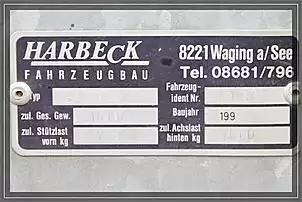 HARBECK
FAHRZEUGBAU
8221 Waging a/See
Tel. 08681/796
Typ
Fahrzeug-
ident Nr.
zul. Ges. Gew.
Baujahr 199
zul. Stützlast
vorn kg
zul. Achslast
hinten kg